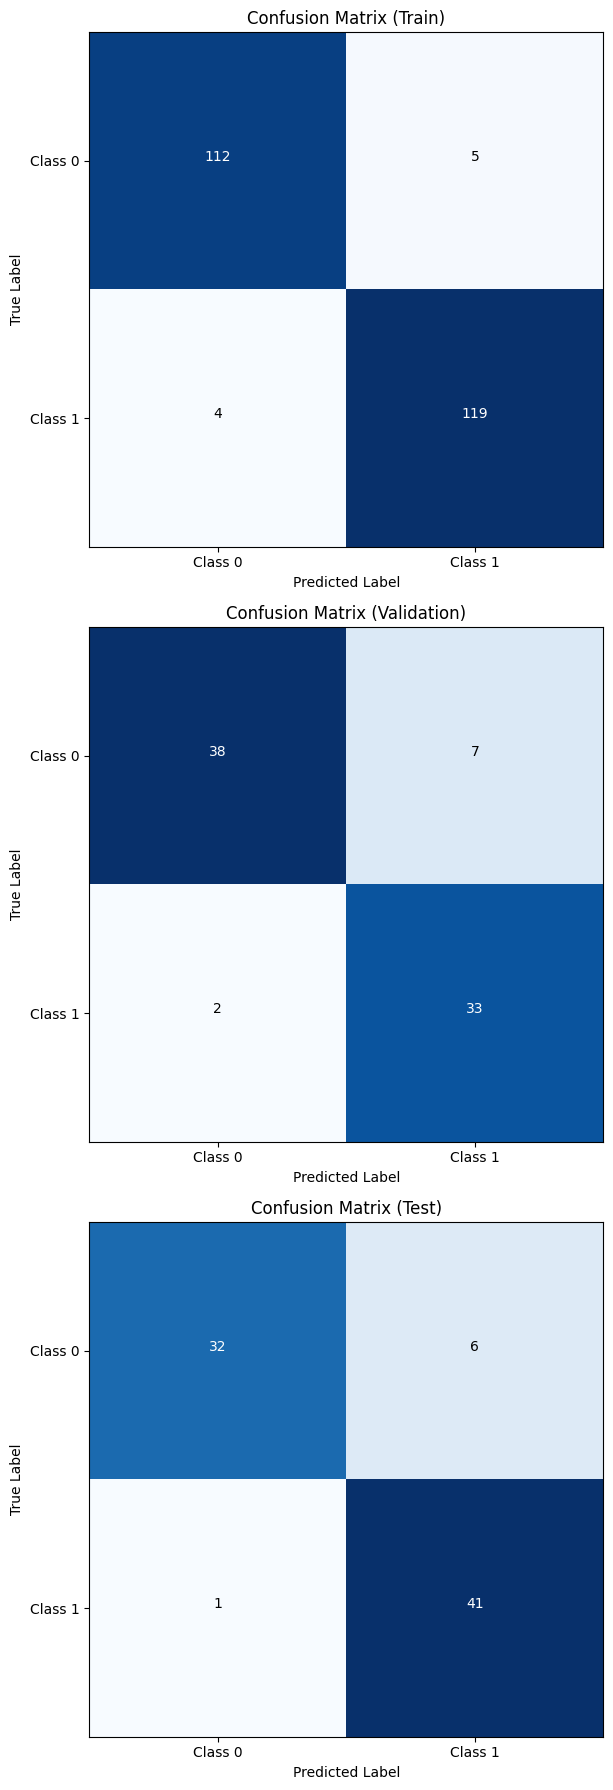 Confusion Matrix (Train)
True Label
Class 0
112
5
Class 1
4
119
Class 0
Class 1
Predicted Label
Confusion Matrix (Validation)
True Label
Class 0
38
7
Class 1
2
33
Class 0
Class 1
Predicted Label
Confusion Matrix (Test)
True Label
Class 0
32
6
Class 1
1
41
Class 0
Class 1
Predicted Label